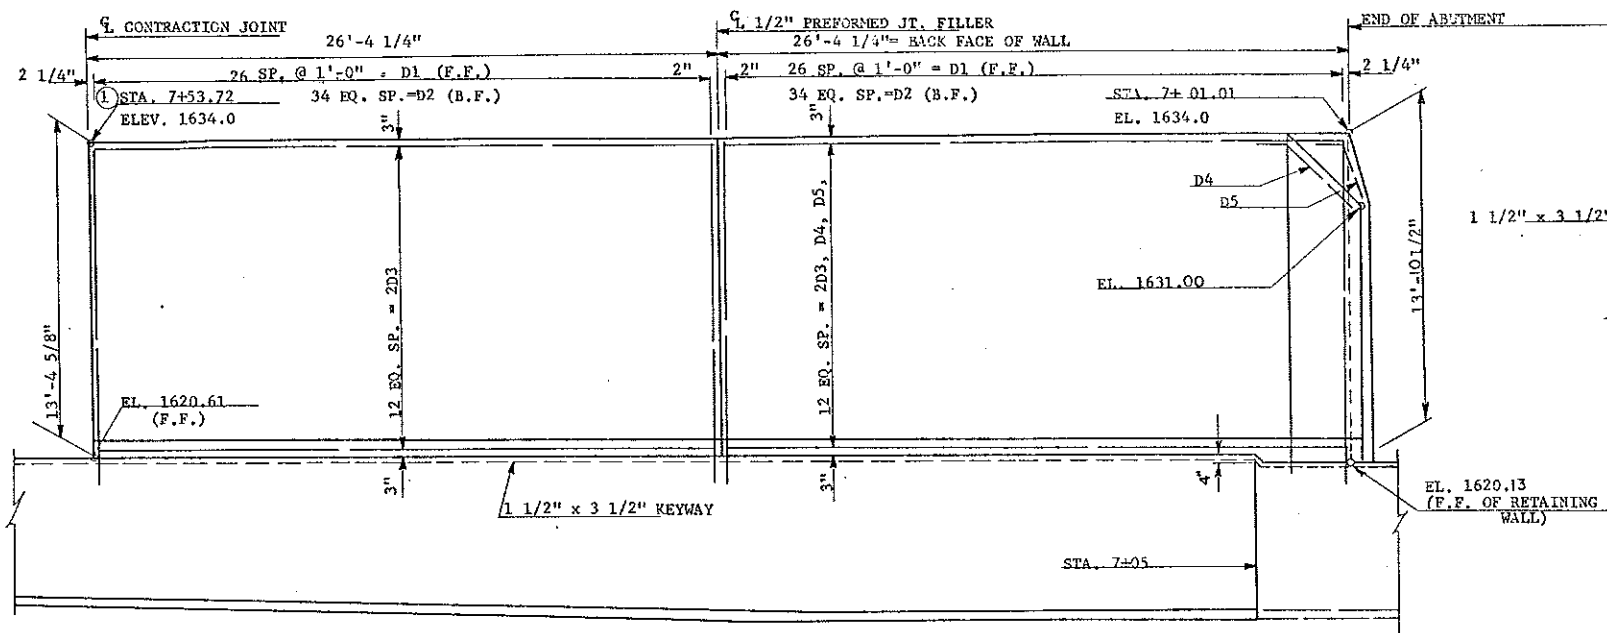 ℄ CONTRACTION JOINT
℄ 1/2" PREFORMED JT. FILLER
END OF ABUTMENT
26'-4 1/4"
26'-4 1/4"= BACK FACE OF WALL
2 1/4"
26 SP. @ 1'-0" = D1 (F.F.)
2"
2"
26 SP. @ 1'-0" = D1 (F.F.)
2 1/4"
1 STA. 7+53.72
34 EQ. SP.=D2 (B.F.)
34 EQ. SP.=D2 (B.F.)
STA. 7+ 01.01
ELEV. 1634.0
3"
3"
EL. 1634.0
D4
D5
1 1/2" x 3 1/2"
EL. 1631.00
13'-4 5/8"
12 EQ. SP. = 2D3
12 EQ. SP. = 2D3, D4, D5,
13'-10 1/2"
EL. 1620.61
(F.F.)
3"
3"
4"
1 1/2" x 3 1/2" KEYWAY
EL. 1620.13
(F.F. OF RETAINING
WALL)
STA. 7+05